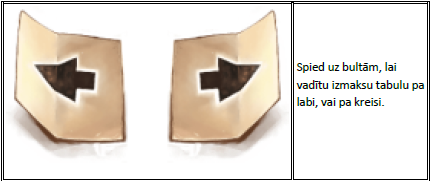 Spied uz bultām, lai
vadītu izmaksu tabulu pa
labi, vai pa kreisi.